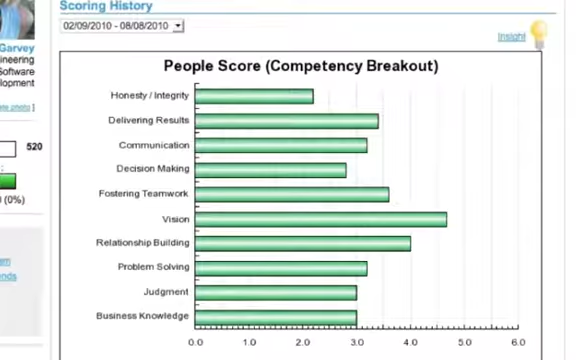 Scoring History
02/09/2010 - 08/08/2010
Insight
Garvey
ineering
Software
lopment
520
(0%)
People Score (Competency Breakout)
Honesty / Integrity
Delivering Results
Communication
Decision Making
Fostering Teamwork
Vision
Relationship Building
Problem Solving
Judgment
Business Knowledge
0.0 1.0 2.0 3.0 4.0 5.0 6.0